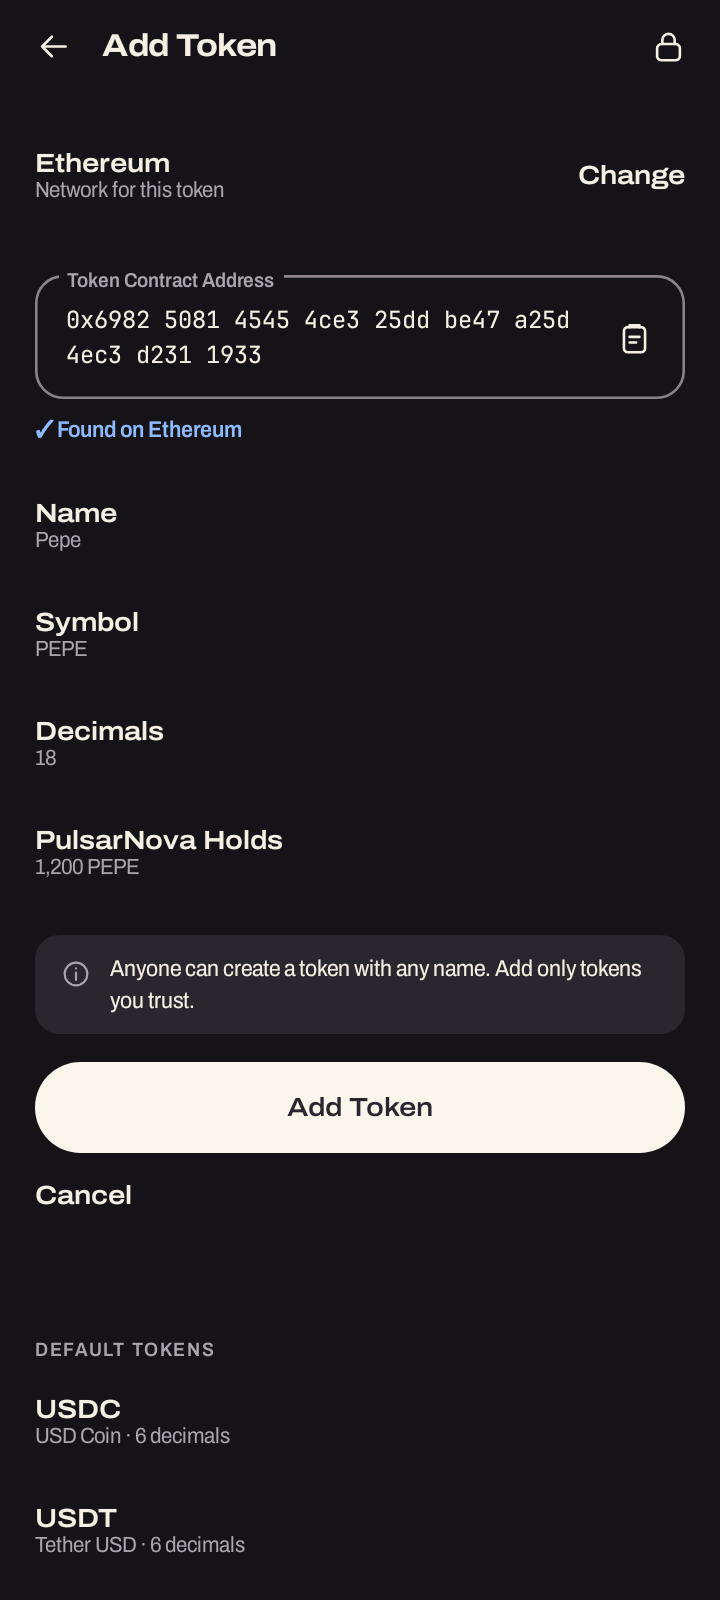 Add Token
Ethereum
Network for this token
Change
Token Contract Address
0x6982 5081 4545 4ce3 25dd be47 a25d
4ec3 d231 1933
✓ Found on Ethereum
Name
Pepe
Symbol
PEPE
Decimals
18
PulsarNova Holds
1,200 PEPE
Anyone can create a token with any name. Add only tokens
you trust.
Add Token
Cancel
DEFAULT TOKENS
USDC
USD Coin · 6 decimals
USDT
Tether USD · 6 decimals